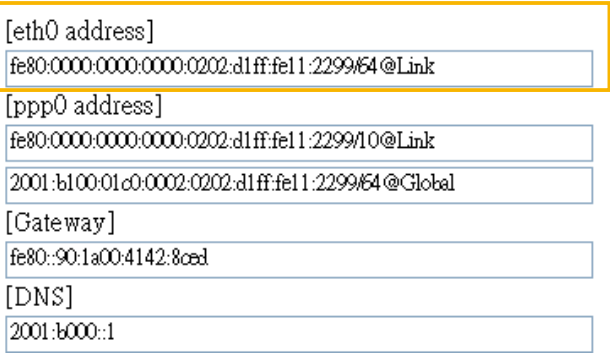 [eth0 address]
fe80:0000:0000:0000:0202:d1ff:fe11:2299/64@Link
[ppp0 address]
fe80:0000:0000:0000:0202:d1ff:fe11:2299/10@Link
2001:b100:01c0:0002:0202:d1ff:fe11:2299/64@Global
[Gateway]
fe80::90:1a00:4142:8ced
[DNS]
2001:b000::1